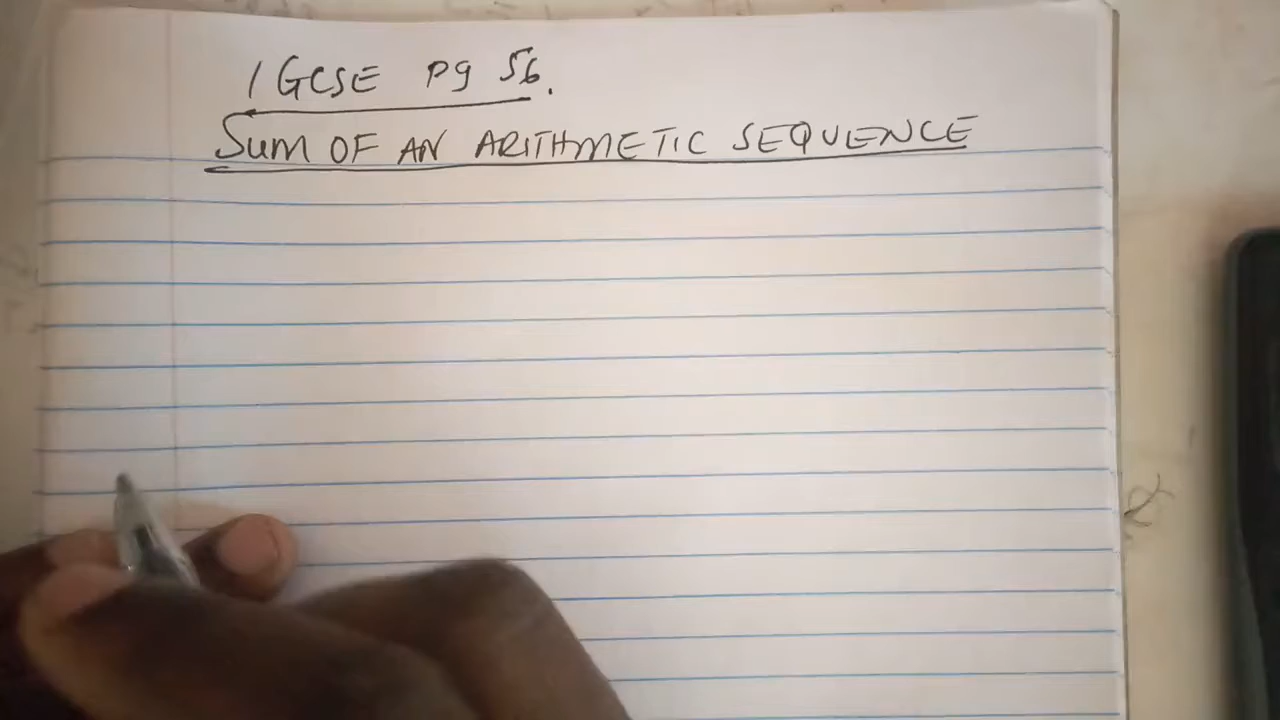 IGCSE pg 56.
SUM OF AN ARITHMETIC SEQUENCE